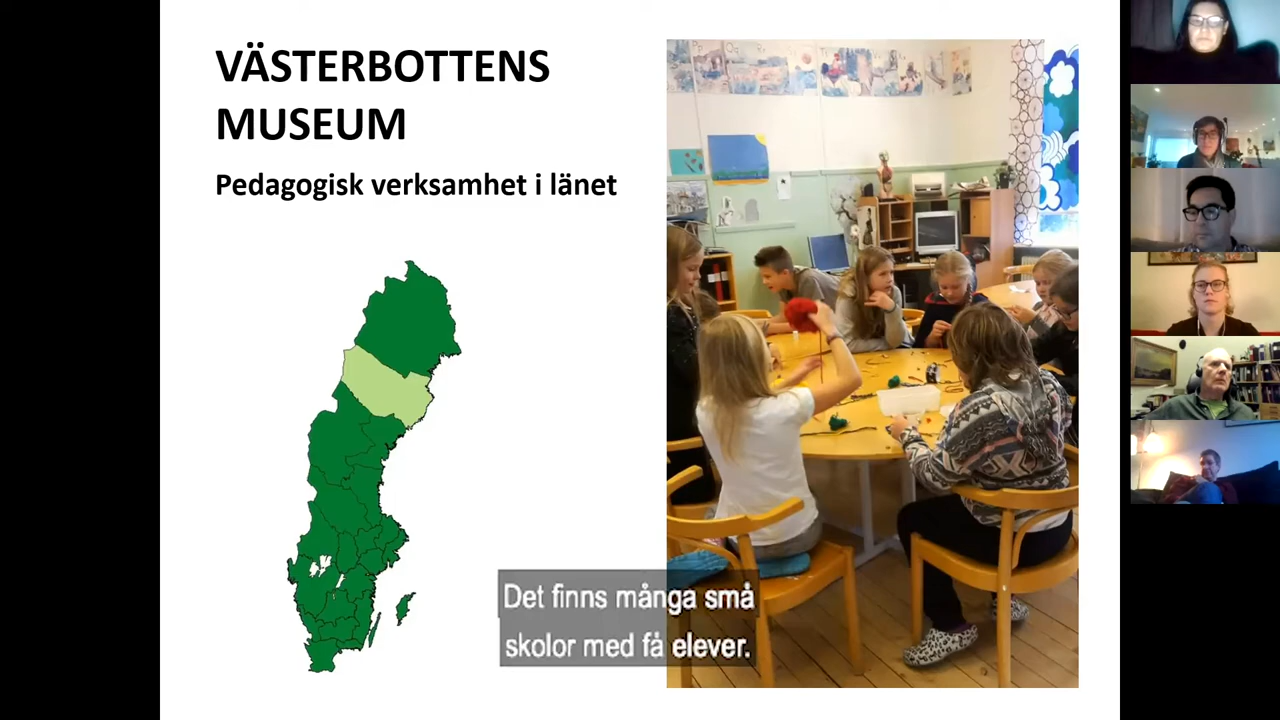 VÄSTERBOTTENS
MUSEUM
Pedagogisk verksamhet i länet
Det finns många små
skolor med få elever.